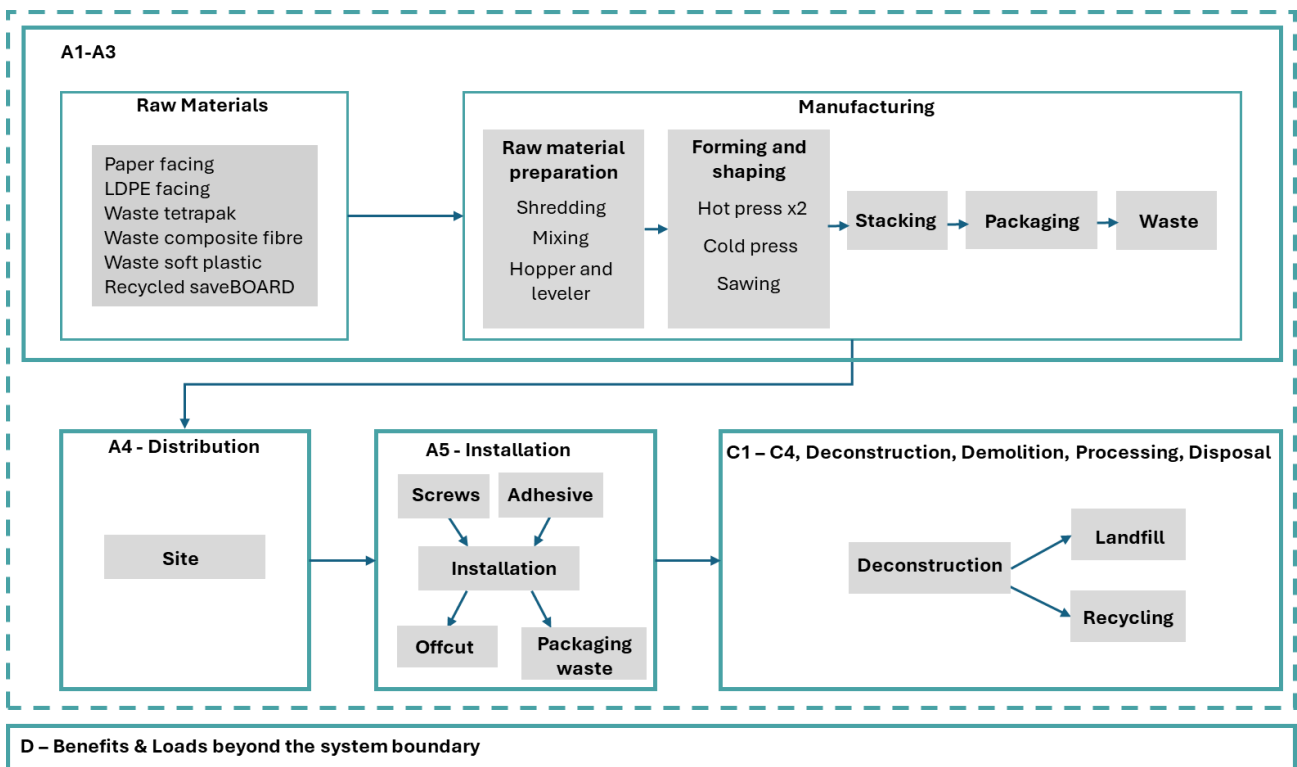 A1-A3
Raw Materials
Paper facing
LDPE facing
Waste tetrapak
Waste composite fibre
Waste soft plastic
Recycled saveBOARD
Manufacturing
Raw material
preparation
Shredding
Mixing
Hopper and
leveler
Forming and
shaping
Hot press x2
Cold press
Sawing
Stacking
Packaging
Waste
A4 - Distribution
Site
A5 - Installation
Screws
Adhesive
Installation
Offcut
Packaging
waste
C1 – C4, Deconstruction, Demolition, Processing, Disposal
Deconstruction
Landfill
Recycling
D – Benefits & Loads beyond the system boundary